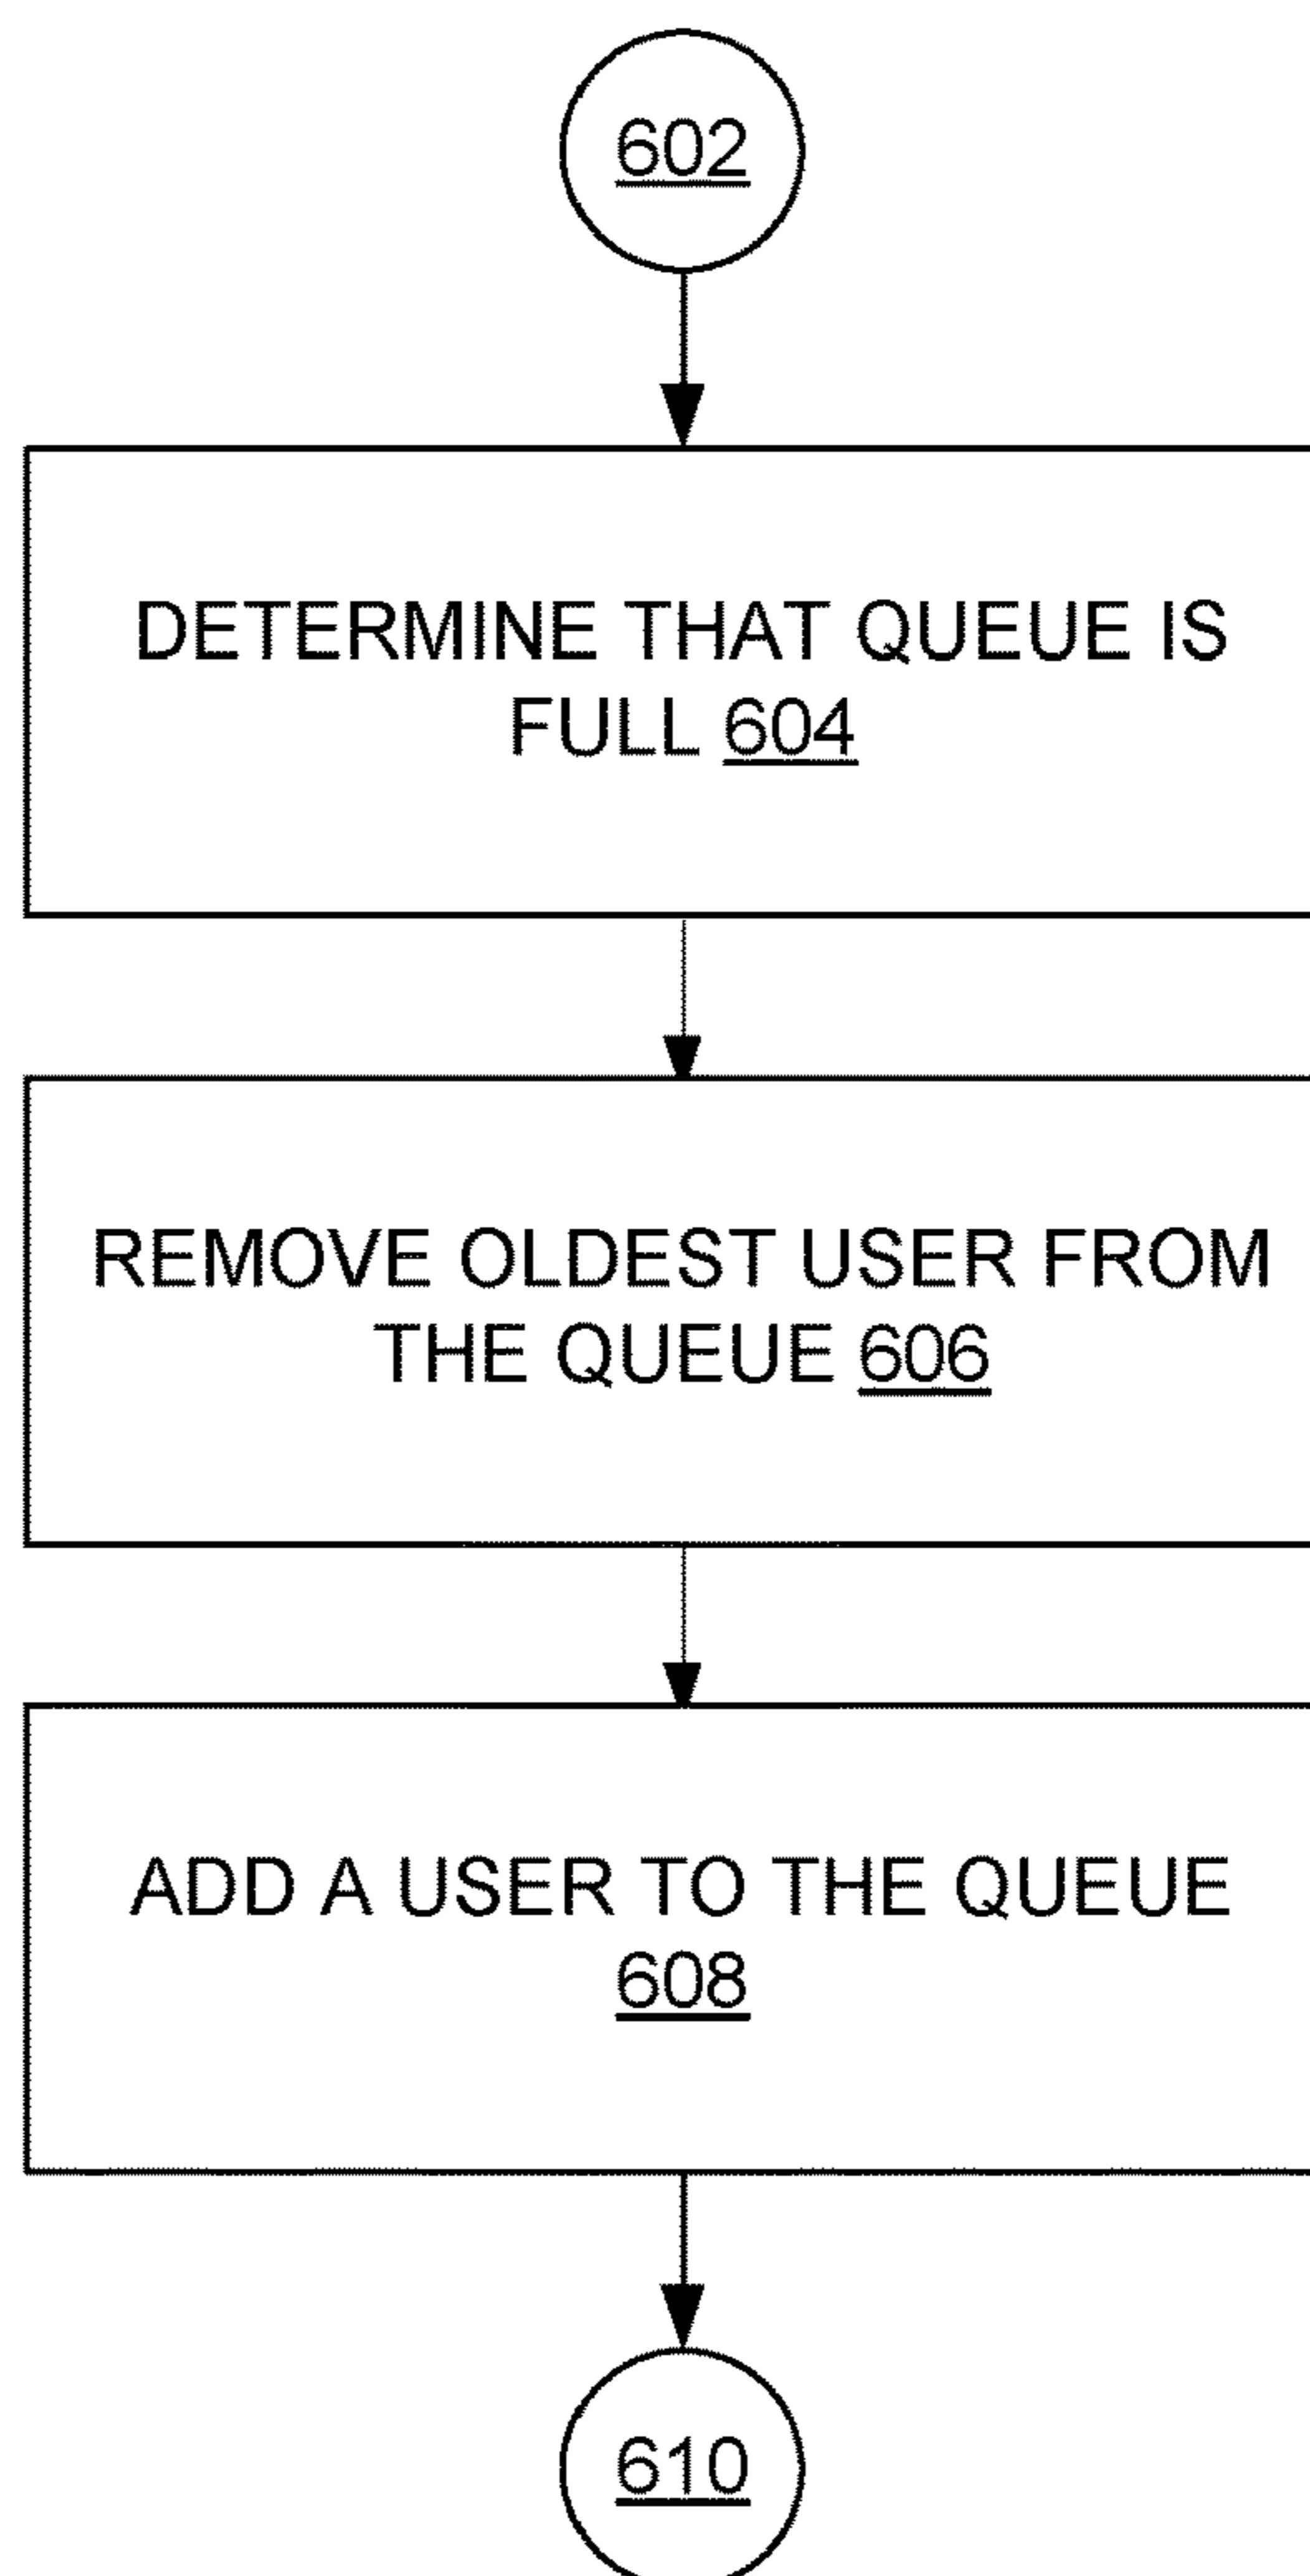 602
DETERMINE THAT QUEUE IS
FULL 604
REMOVE OLDEST USER FROM
THE QUEUE 606
ADD A USER TO THE QUEUE
608
610